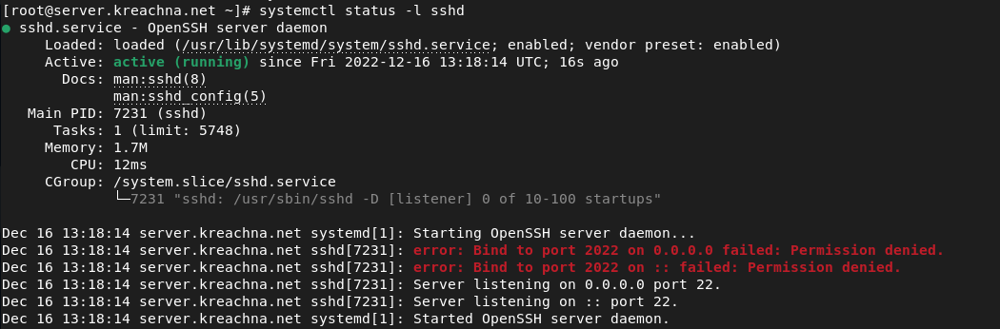 [root@server.kreachna.net ~]# systemctl status -l sshd
● sshd.service - OpenSSH server daemon
     Loaded: loaded (/usr/lib/systemd/system/sshd.service; enabled; vendor preset: enabled)
     Active: active (running) since Fri 2022-12-16 13:18:14 UTC; 16s ago
       Docs: man:sshd(8)
             man:sshd_config(5)
   Main PID: 7231 (sshd)
      Tasks: 1 (limit: 5748)
     Memory: 1.7M
        CPU: 12ms
     CGroup: /system.slice/sshd.service
             └─7231 "sshd: /usr/sbin/sshd -D [listener] 0 of 10-100 startups"

Dec 16 13:18:14 server.kreachna.net systemd[1]: Starting OpenSSH server daemon...
Dec 16 13:18:14 server.kreachna.net sshd[7231]: error: Bind to port 2022 on 0.0.0.0 failed: Permission denied.
Dec 16 13:18:14 server.kreachna.net sshd[7231]: error: Bind to port 2022 on :: failed: Permission denied.
Dec 16 13:18:14 server.kreachna.net sshd[7231]: Server listening on 0.0.0.0 port 22.
Dec 16 13:18:14 server.kreachna.net sshd[7231]: Server listening on :: port 22.
Dec 16 13:18:14 server.kreachna.net systemd[1]: Started OpenSSH server daemon.